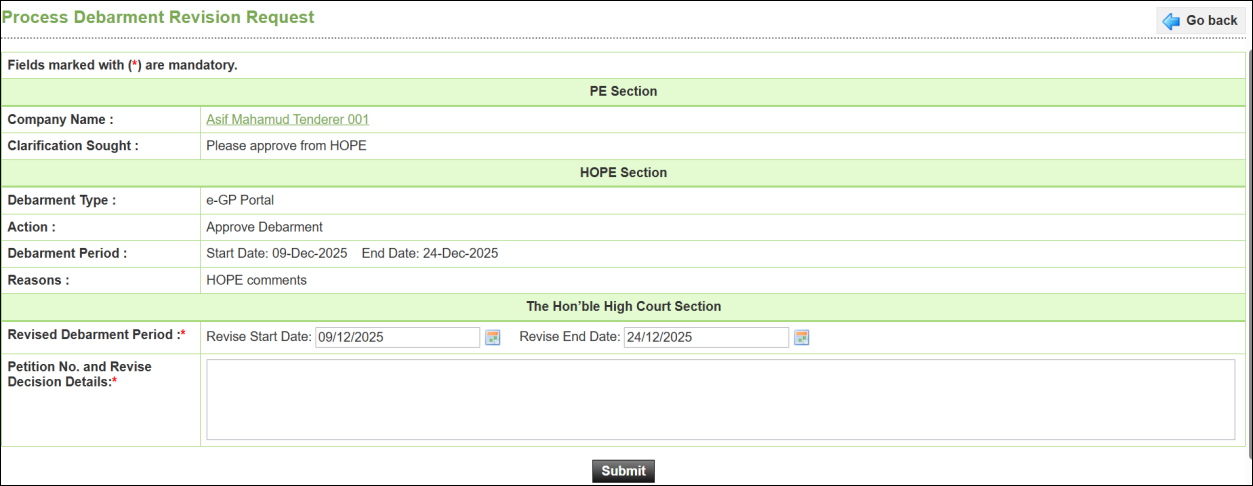 Process Debarment Revision Request
Go back
Fields marked with (*) are mandatory.
PE Section
Company Name : Asif Mahamud Tenderer 001
Clarification Sought : Please approve from HOPE
HOPE Section
Debarment Type : e-GP Portal
Action : Approve Debarment
Debarment Period : Start Date: 09-Dec-2025 End Date: 24-Dec-2025
Reasons : HOPE comments
The Hon’ble High Court Section
Revised Debarment Period :* Revise Start Date: 09/12/2025 Revise End Date: 24/12/2025
Petition No. and Revise
Decision Details:*
Submit